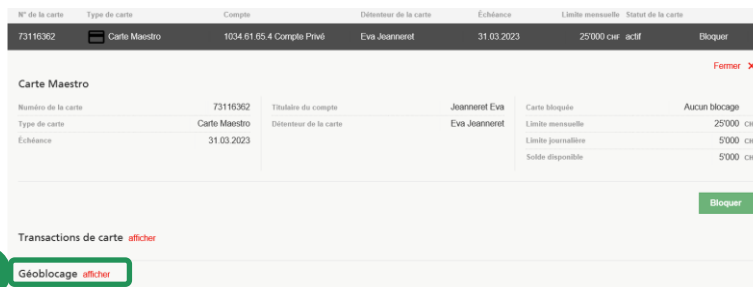 N° de la carte Type de carte Compte Détenteur de la carte Échéance Limite mensuelle Statut de la carte
73116362 Carte Maestro 1034.61.65.4 Compte Privé Eva Jeanneret 31.03.2023 25'000 CHF actif Bloquer
Fermer ×
Carte Maestro
Numéro de la carte 73116362 Titulaire du compte Jeanneret Eva Carte bloquée Aucun blocage
Type de carte Carte Maestro Détenteur de la carte Eva Jeanneret Limite mensuelle 25'000 CH
Échéance 31.03.2023 Limite journalière 5'000 CH
Solde disponible 5'000 CH
Bloquer
Transactions de carte afficher
Géoblocage afficher